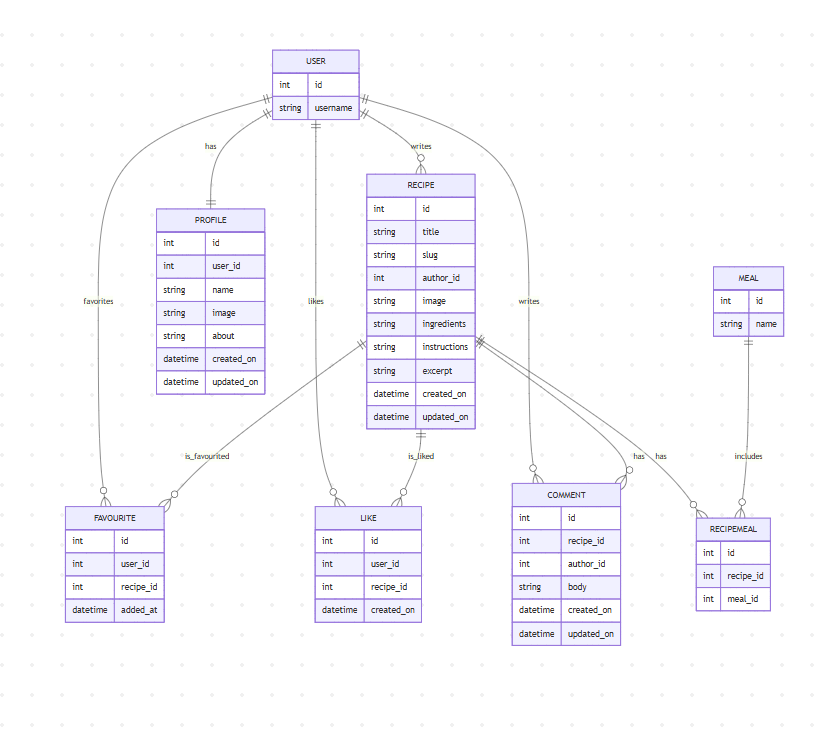 USER
int id
string username
has
writes
RECIPE
int id
string title
string slug
int author_id
string image
string ingredients
string instructions
string excerpt
datetime created_on
datetime updated_on
PROFILE
int id
int user_id
string name
string image
string about
datetime created_on
datetime updated_on
MEAL
int id
string name
favorites
likes
writes
is_favourited
is_liked
has
has
includes
FAVOURITE
int id
int user_id
int recipe_id
datetime added_at
LIKE
int id
int user_id
int recipe_id
datetime created_on
COMMENT
int id
int recipe_id
int author_id
string body
datetime created_on
datetime updated_on
RECIPEMEAL
int id
int recipe_id
int meal_id